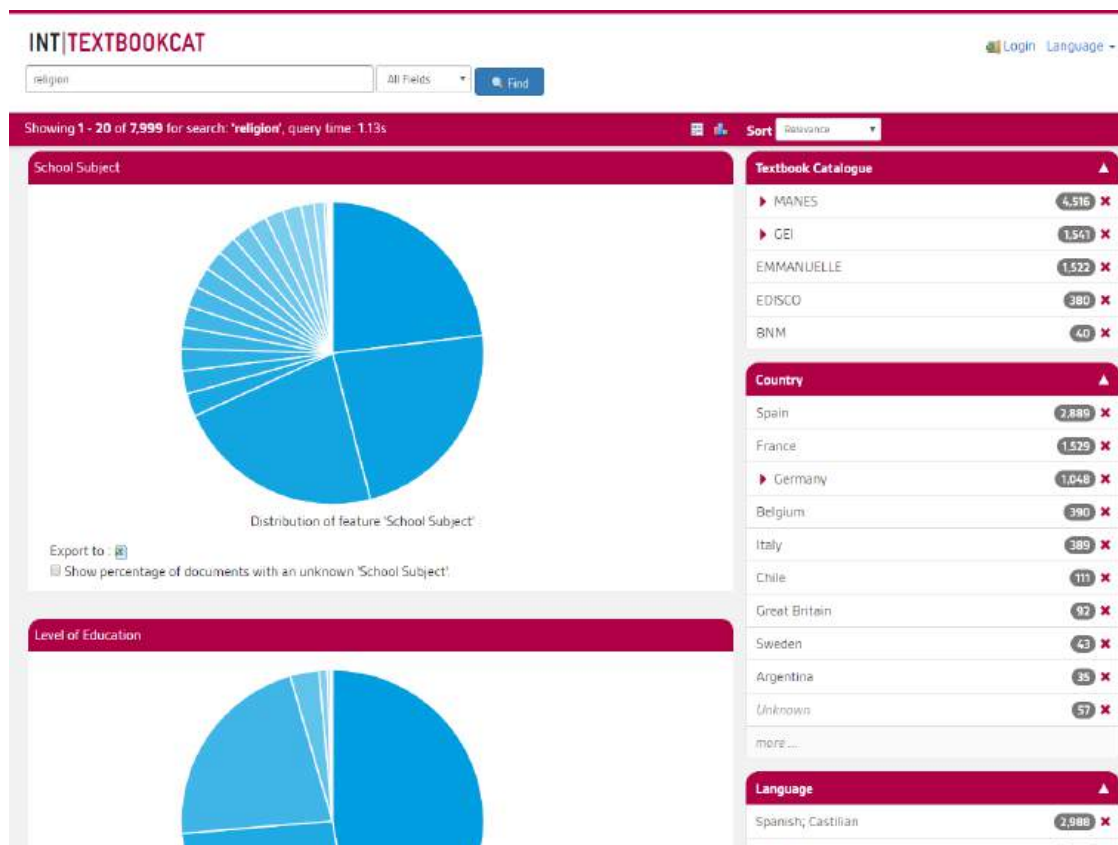 INT|TEXTBOOKCAT
Login Language
religion
All Fields
Find
Showing 1 - 20 of 7,999 for search: 'religion', query time: 1.13s
Sort Relevance
School Subject
Distribution of feature 'School Subject'
Export to :
Show percentage of documents with an unknown 'School Subject'.
Level of Education
Textbook Catalogue
MANES 4,516
GEI 1,541
EMMANUELLE 1,522
EDISCO 380
BNM 40
Country
Spain 2,889
France 1,529
Germany 1,048
Belgium 390
Italy 389
Chile 111
Great Britain 92
Sweden 43
Argentina 35
Unknown 57
more ...
Language
Spanish; Castilian 2,988